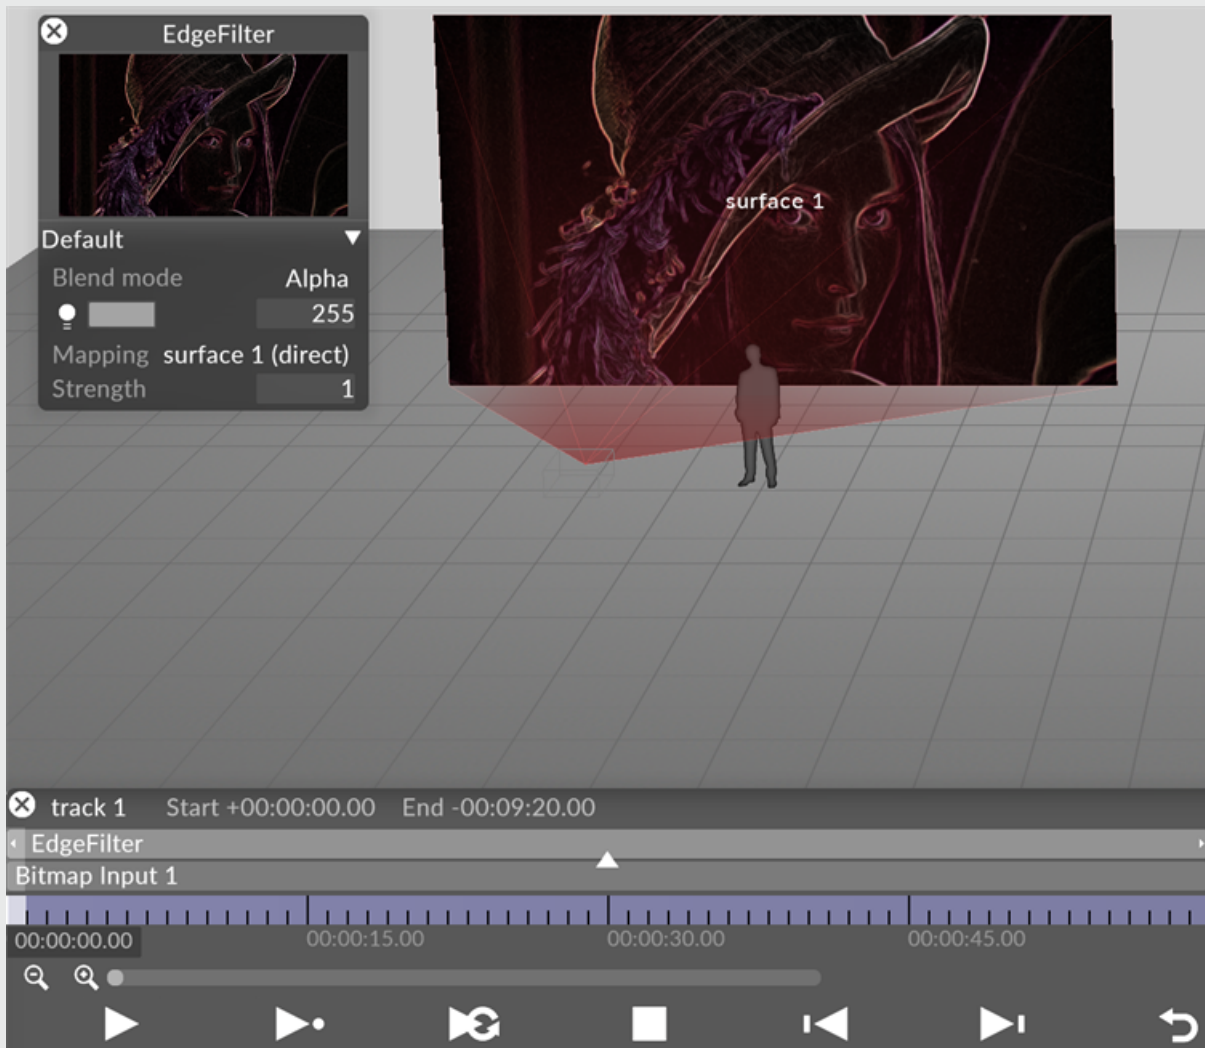 EdgeFilter
Default
Blend mode Alpha
255
Mapping surface 1 (direct)
Strength 1
surface 1
track 1 Start +00:00:00.00 End -00:09:20.00
EdgeFilter
Bitmap Input 1
00:00:00.00 00:00:15.00 00:00:30.00 00:00:45.00